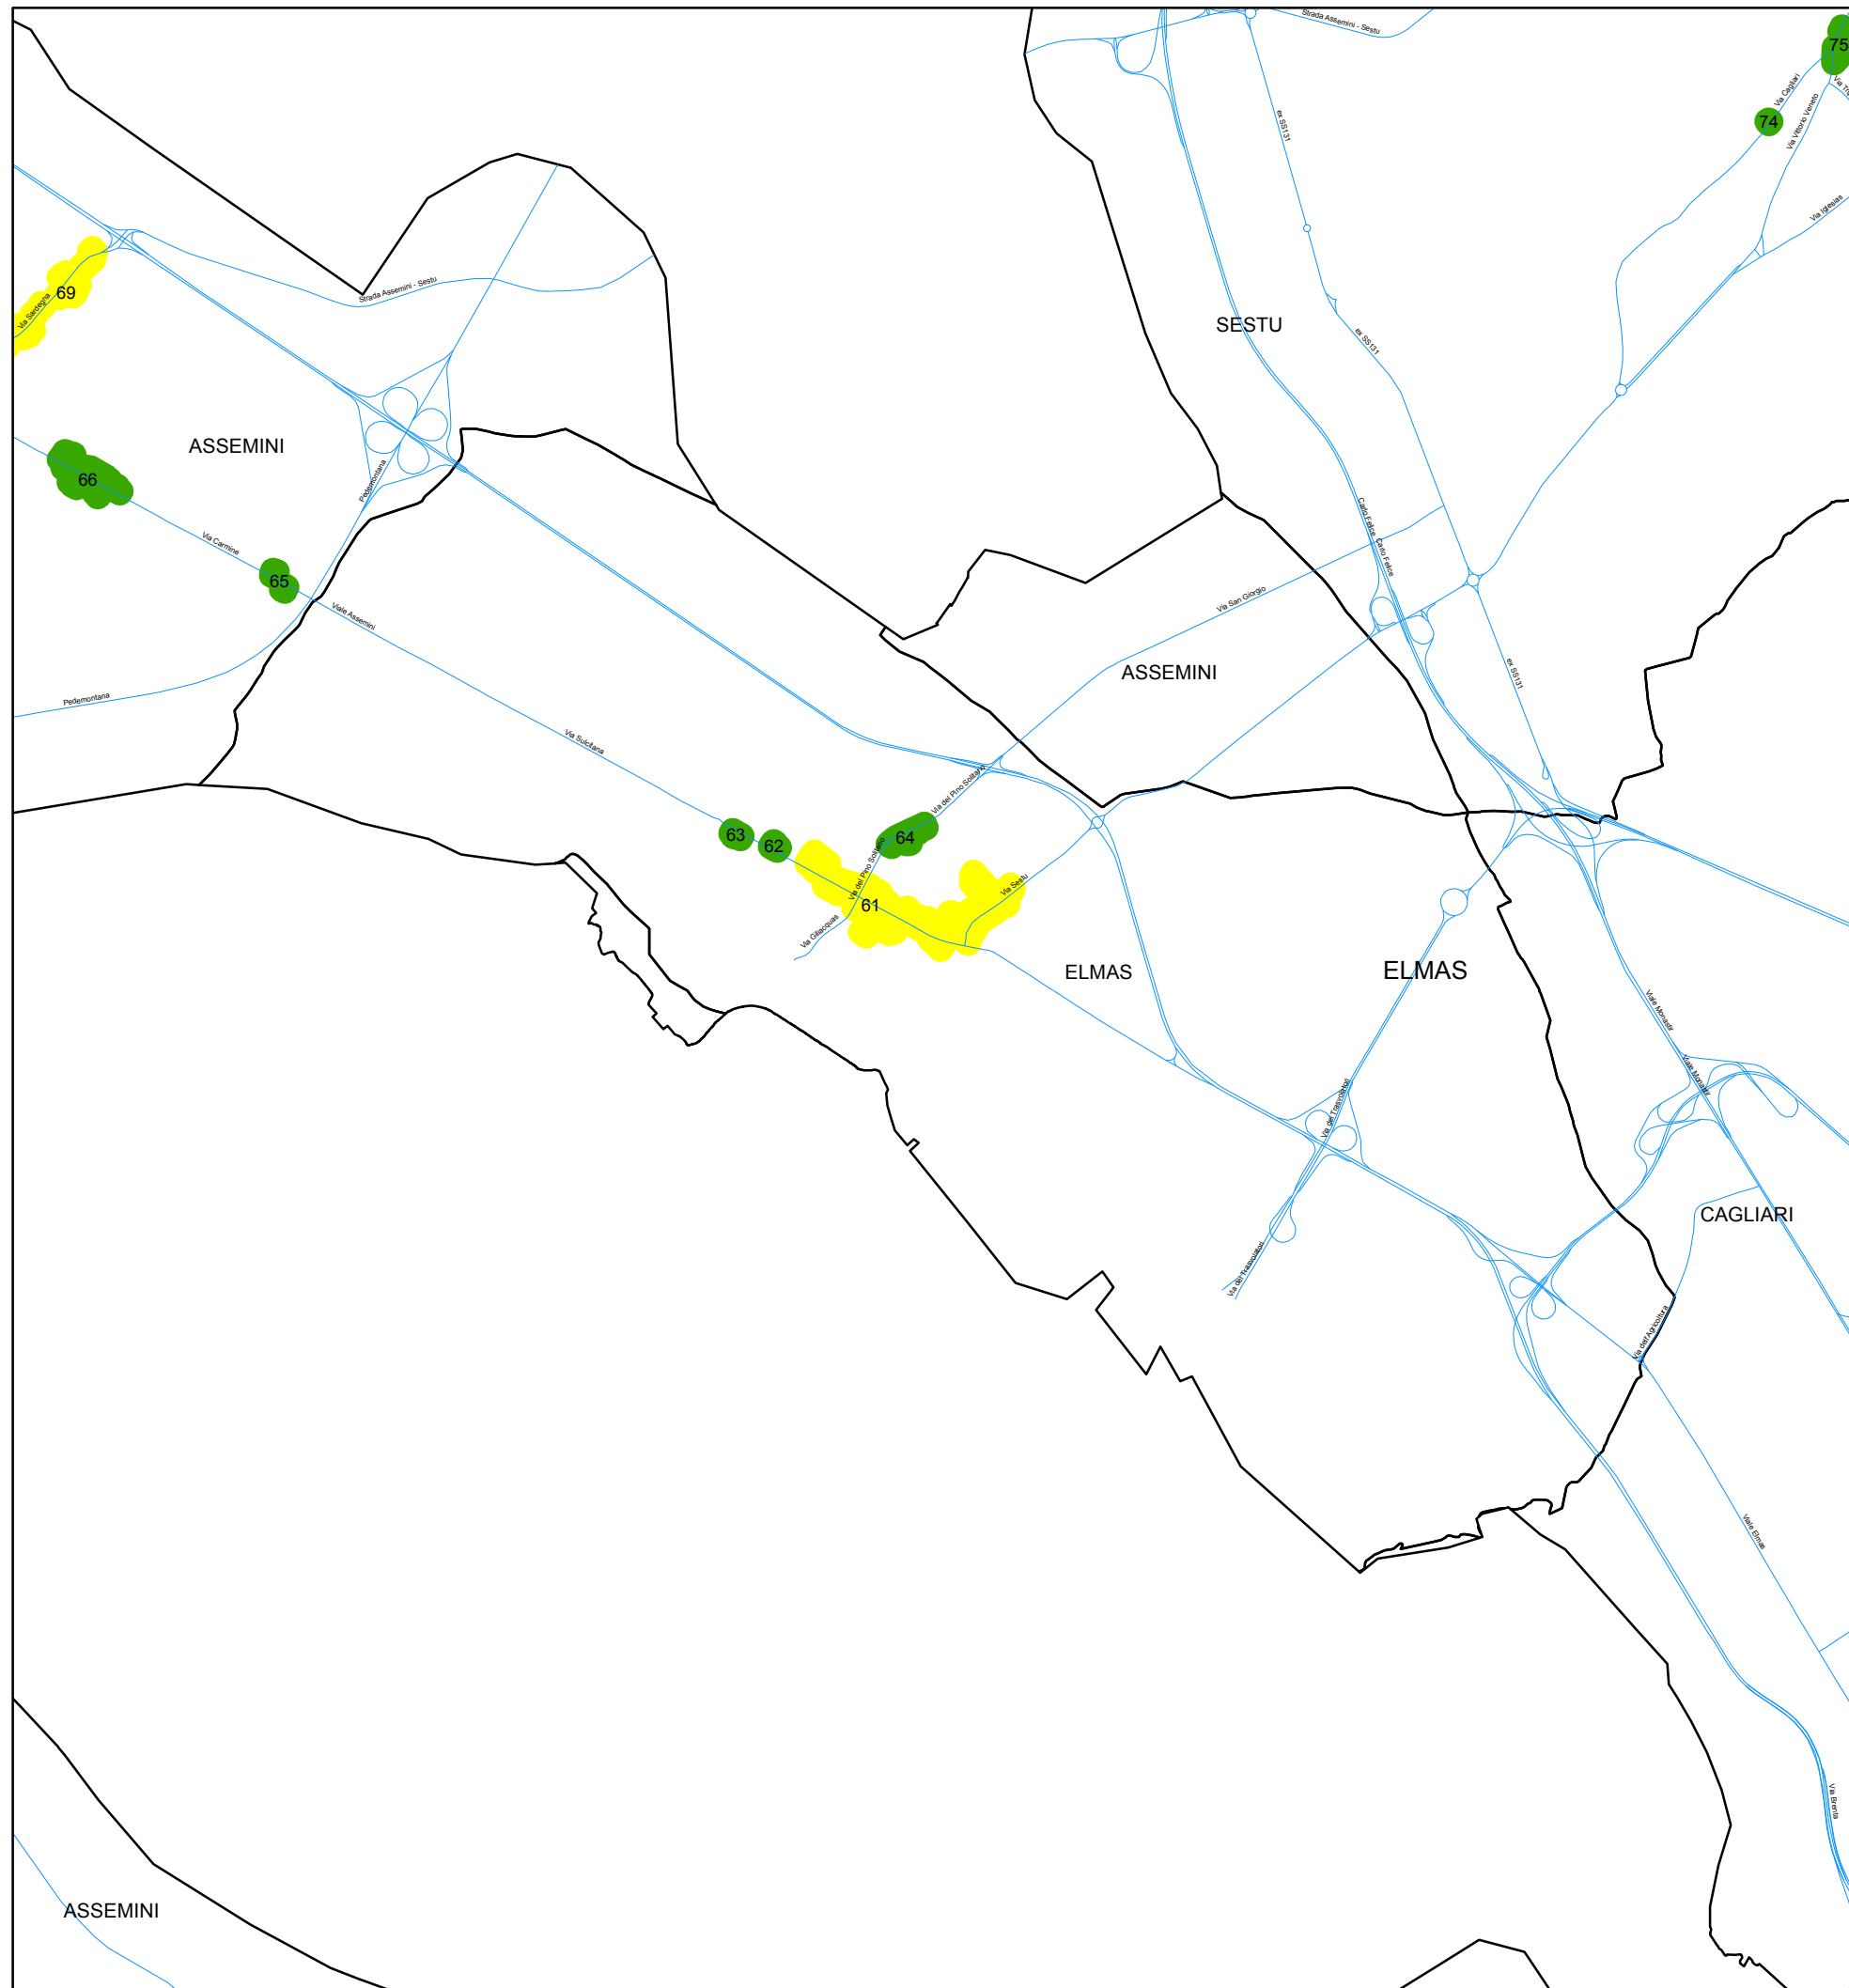 Strada Assemini - Sestu
75
Via Cagliari
74
Via Vittorio Veneto
ex SS131
Via Iglesias
69
Via Sardegna
Strada Assemini - Sestu
SESTU
ex SS131
ASSEMINI
Pedemontana
66
Via Carmine
65
Carlo Felice
Carlo Felice
Viale Assemini
Via San Giorgio
ASSEMINI
ex SS131
Pedemontana
Via Sulcitana
Via del Pino Solitario
63
62
64
Via del Pino Solitario
61
Via Sestu
Via Giliacquas
ELMAS
ELMAS
Viale Monastir
Viale Monastir
Via dei Trasvolatori
CAGLIARI
Via dei Trasvolatori
Via dell'Agricoltura
Viale Elmas
Via Brenta
ASSEMINI